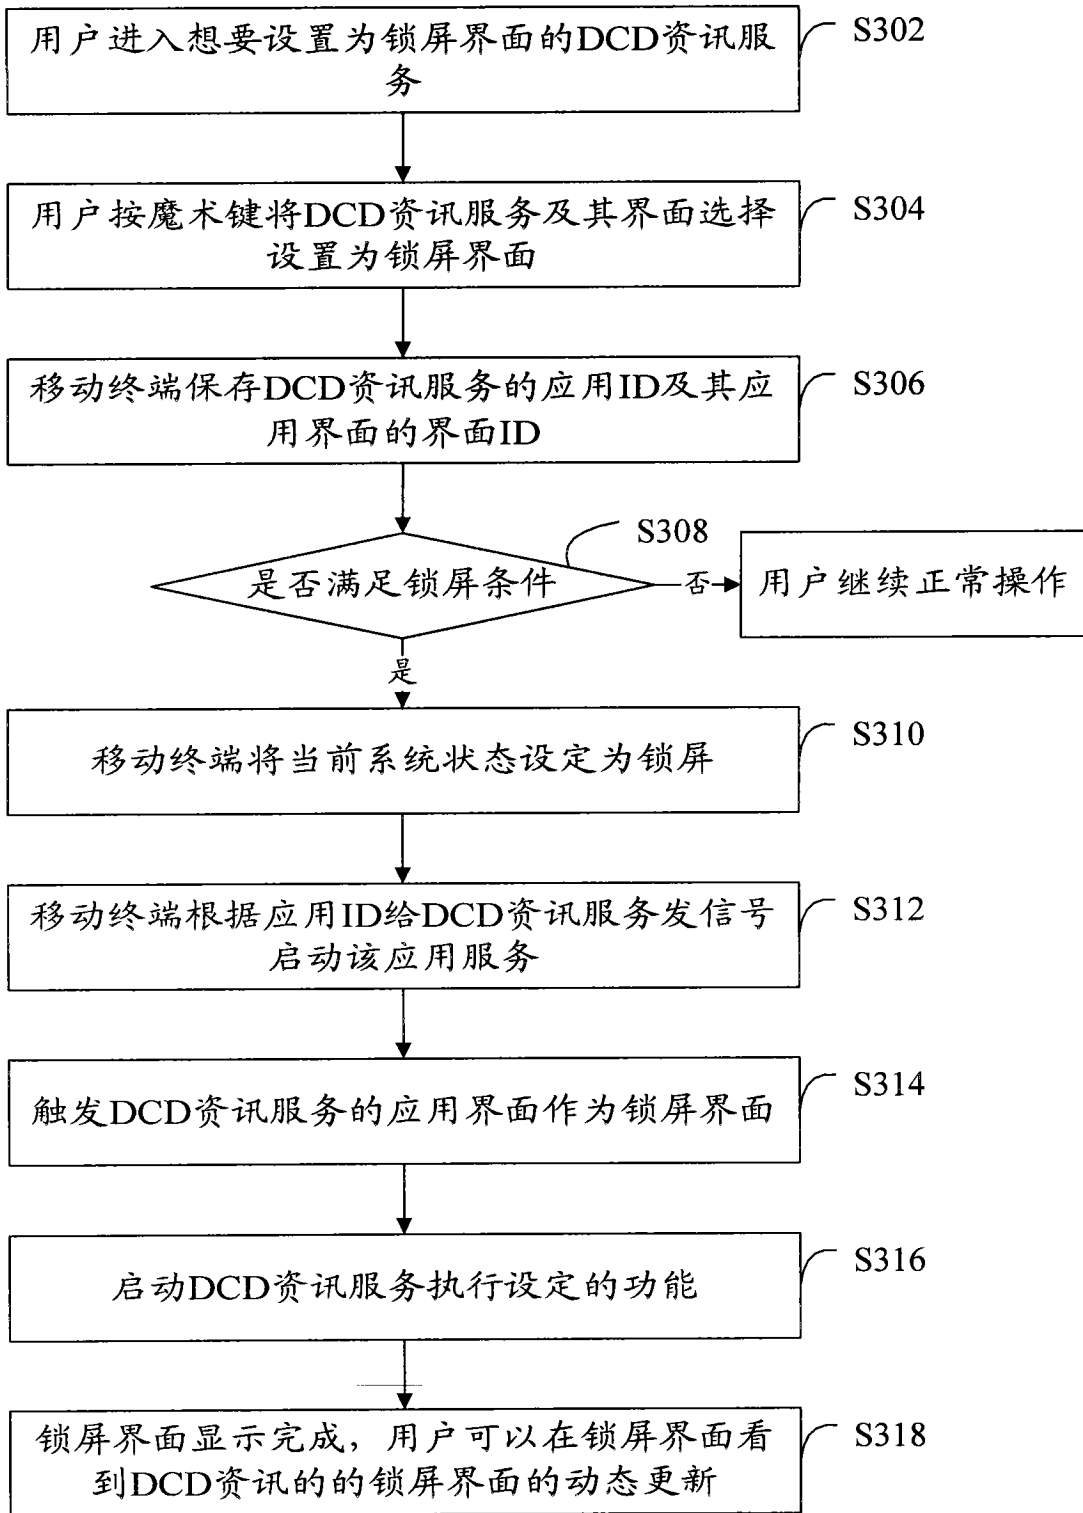 用户进入想要设置为锁屏界面的DCD资讯服
务
S302
用户按魔术键将DCD资讯服务及其界面选择
设置为锁屏界面
S304
移动终端保存DCD资讯服务的应用ID及其应
用界面的界面ID
S306
是否满足锁屏条件
S308
否
用户继续正常操作
是
移动终端将当前系统状态设定为锁屏
S310
移动终端根据应用ID给DCD资讯服务发信号
启动该应用服务
S312
触发DCD资讯服务的应用界面作为锁屏界面
S314
启动DCD资讯服务执行设定的功能
S316
锁屏界面显示完成，用户可以在锁屏界面看
到DCD资讯的的锁屏界面的动态更新
S318